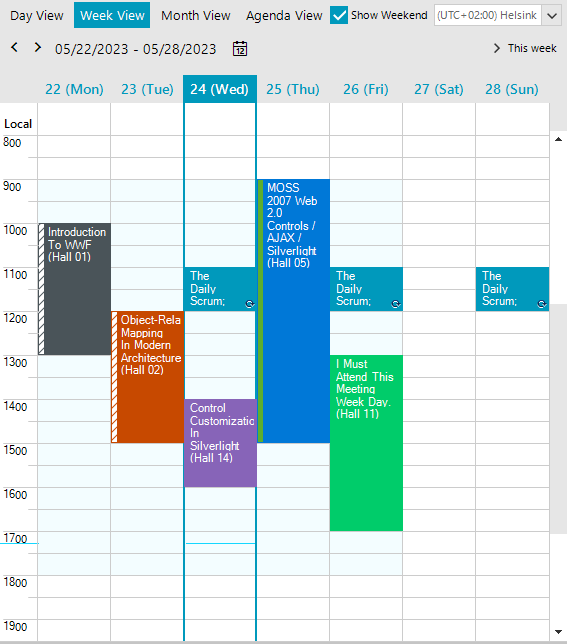 Day View Week View Month View Agenda View Show Weekend (UTC+02:00) Helsink
05/22/2023 - 05/28/2023 12 This week
22 (Mon) 23 (Tue) 24 (Wed) 25 (Thu) 26 (Fri) 27 (Sat) 28 (Sun)
Local
800
900
1000
1100
1200
1300
1400
1500
1600
1700
1800
1900
Introduction
To WWF
(Hall 01)
Object-Rela
Mapping
In Modern
Architecture
(Hall 02)
The
Daily
Scrum;
Control
Customizatio
In
Silverlight
(Hall 14)
MOSS
2007 Web
2.0
Controls /
AJAX /
Silverlight
(Hall 05)
The
Daily
Scrum;
I Must
Attend This
Meeting
Week Day.
(Hall 11)
The
Daily
Scrum;